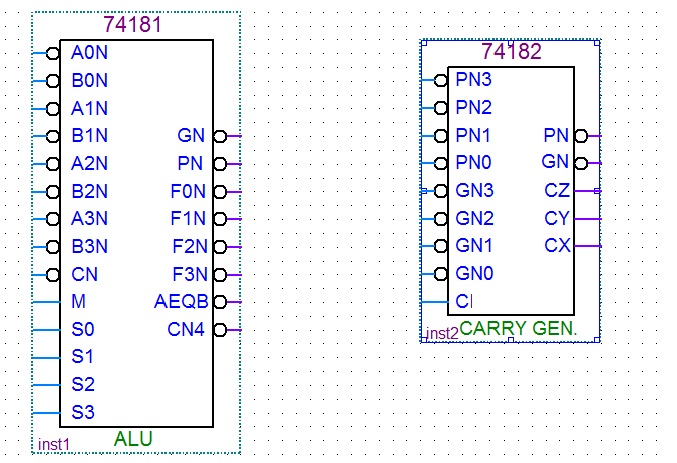 74181
A0N
B0N
A1N
B1N GN
A2N PN
B2N F0N
A3N F1N
B3N F2N
CN F3N
M AEQB
S0 CN4
S1
S2
S3
inst1 ALU
74182
PN3
PN2
PN1 PN
PN0 GN
GN3 CZ
GN2 CY
GN1 CX
GN0
CI
inst2 CARRY GEN.